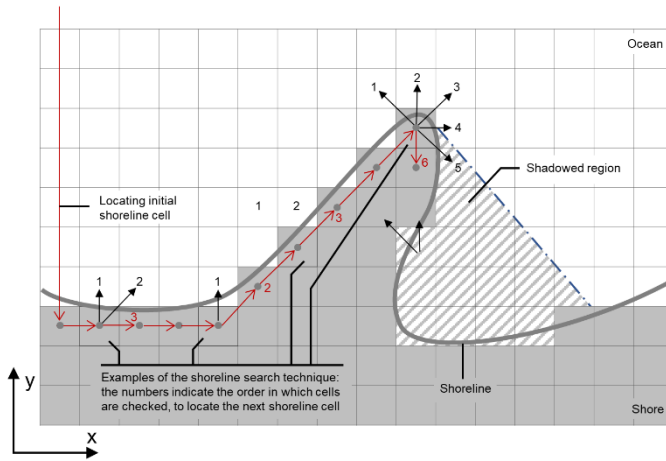 Ocean
1
2
3
4
5
6
Shadowed region
Locating initial
shoreline cell
1
2
3
1
2
3
1
2
Examples of the shoreline search technique:
the numbers indicate the order in which cells
are checked, to locate the next shoreline cell
Shoreline
Shore
y
x